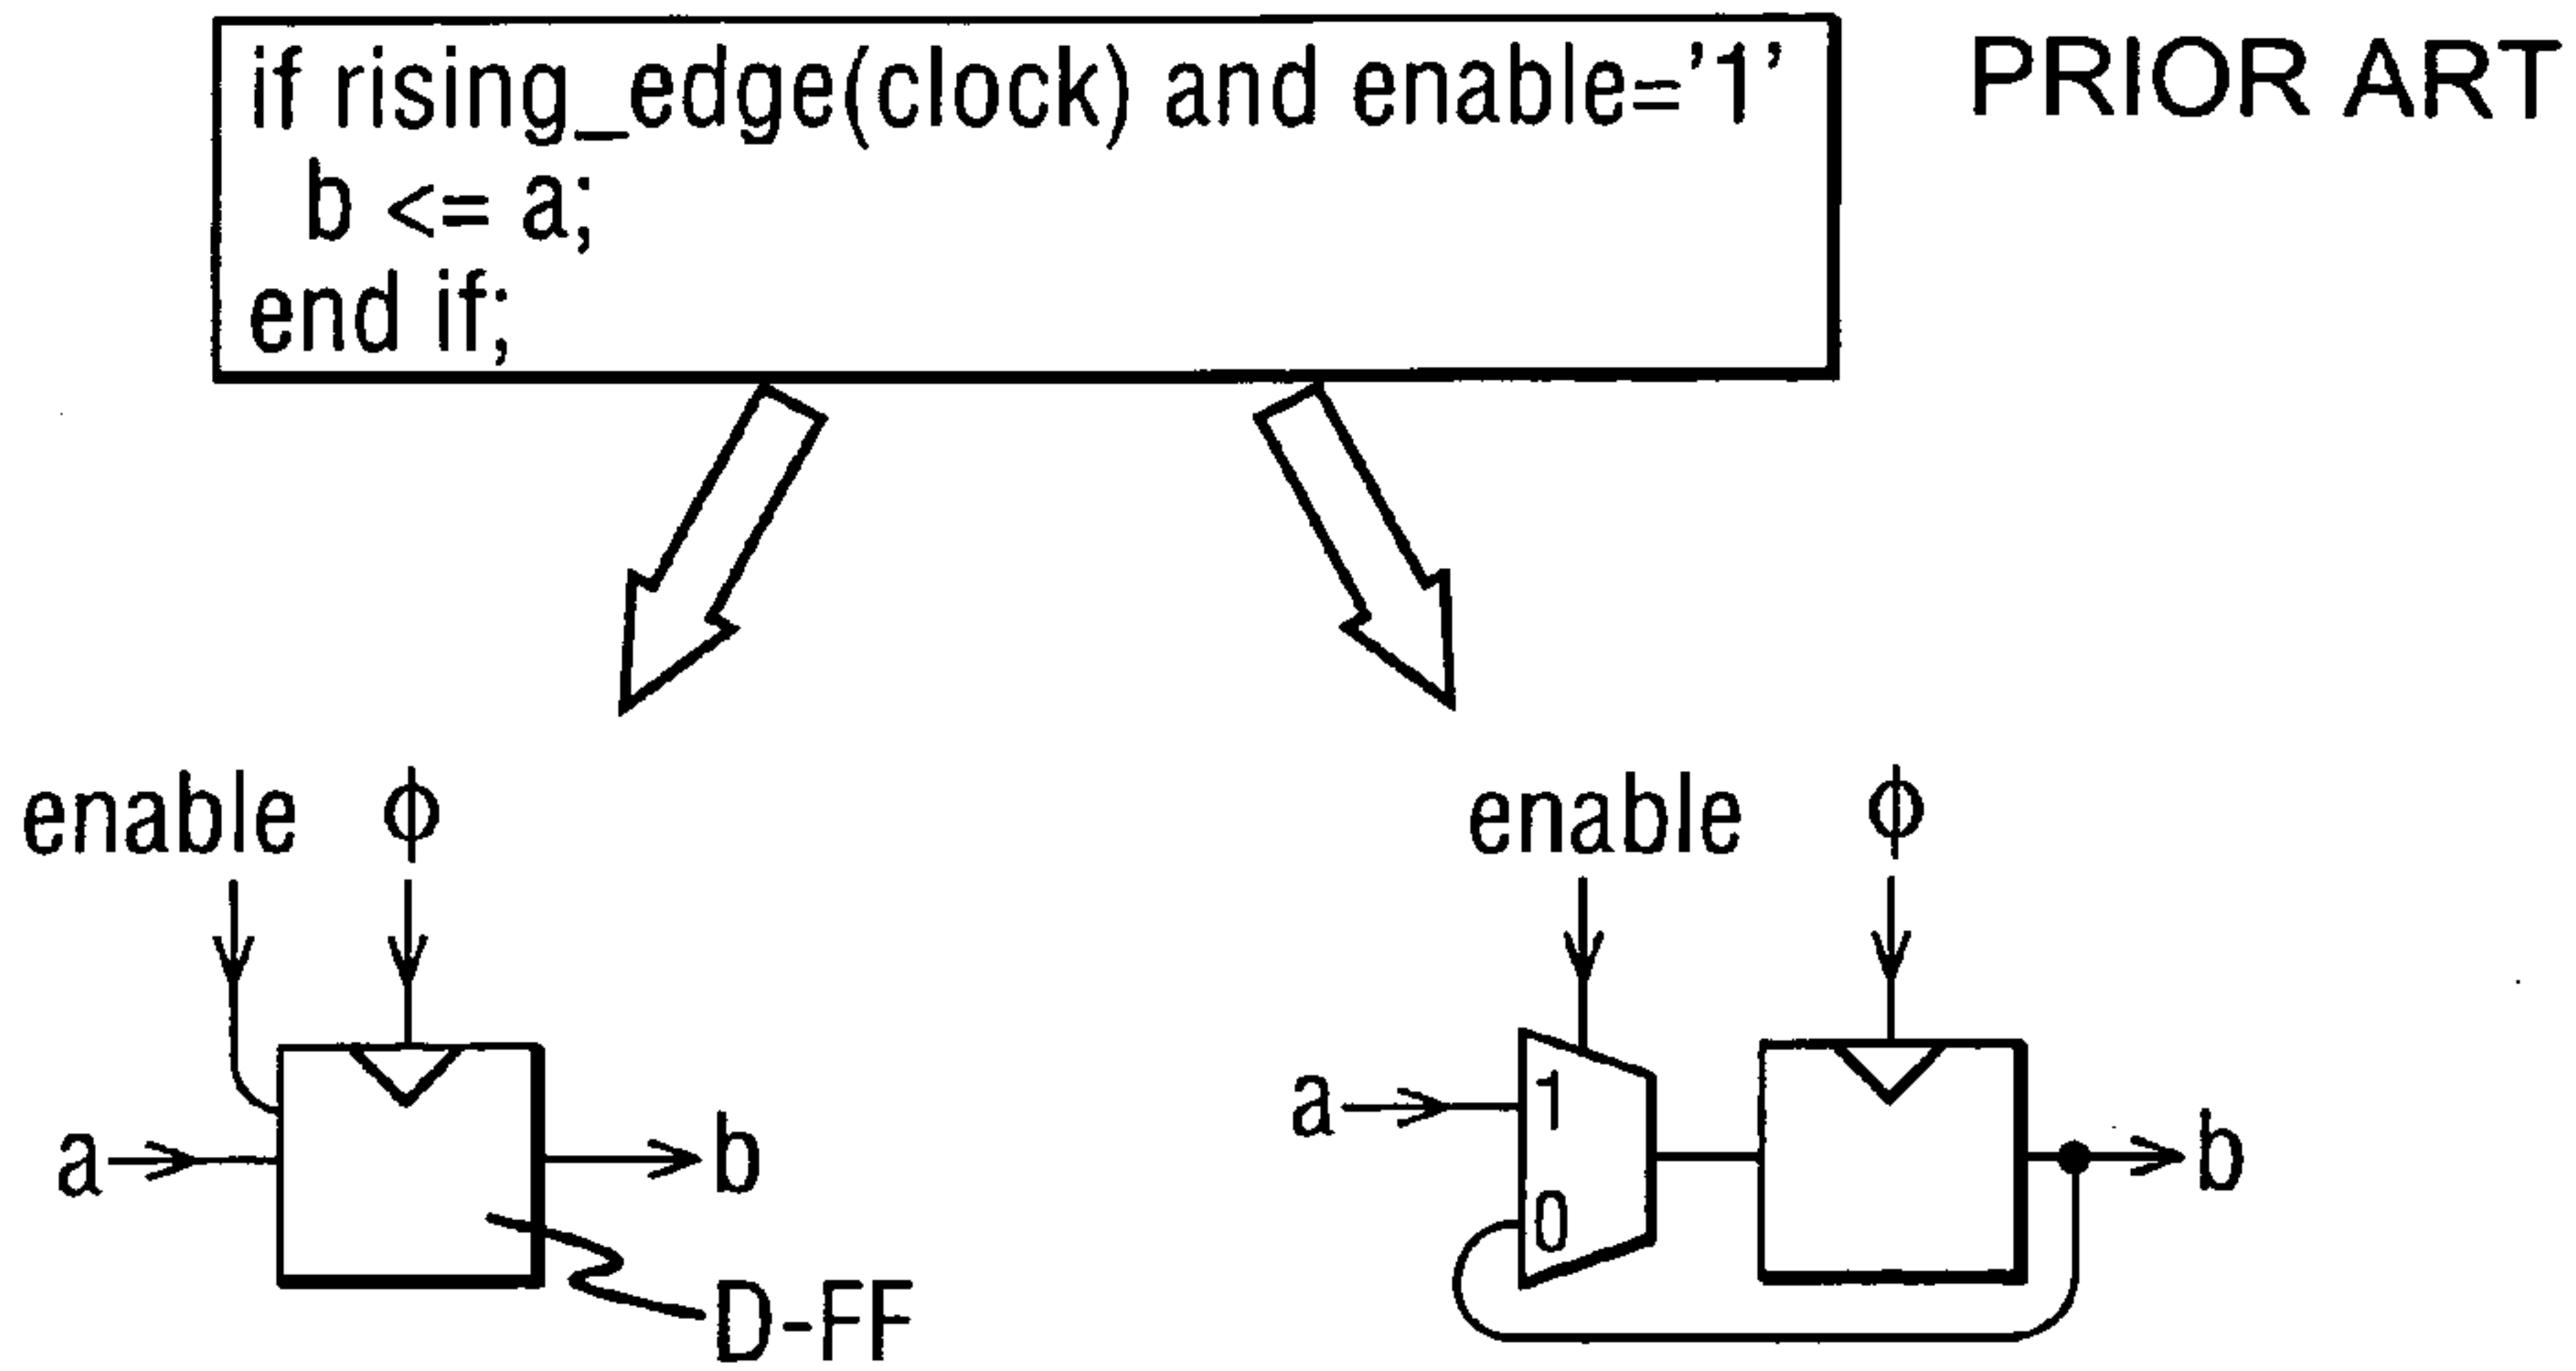 if rising_edge(clock) and enable='1'
b <= a;
end if;
PRIOR ART
enable ϕ
a
b
D-FF
enable ϕ
a
1
0
b